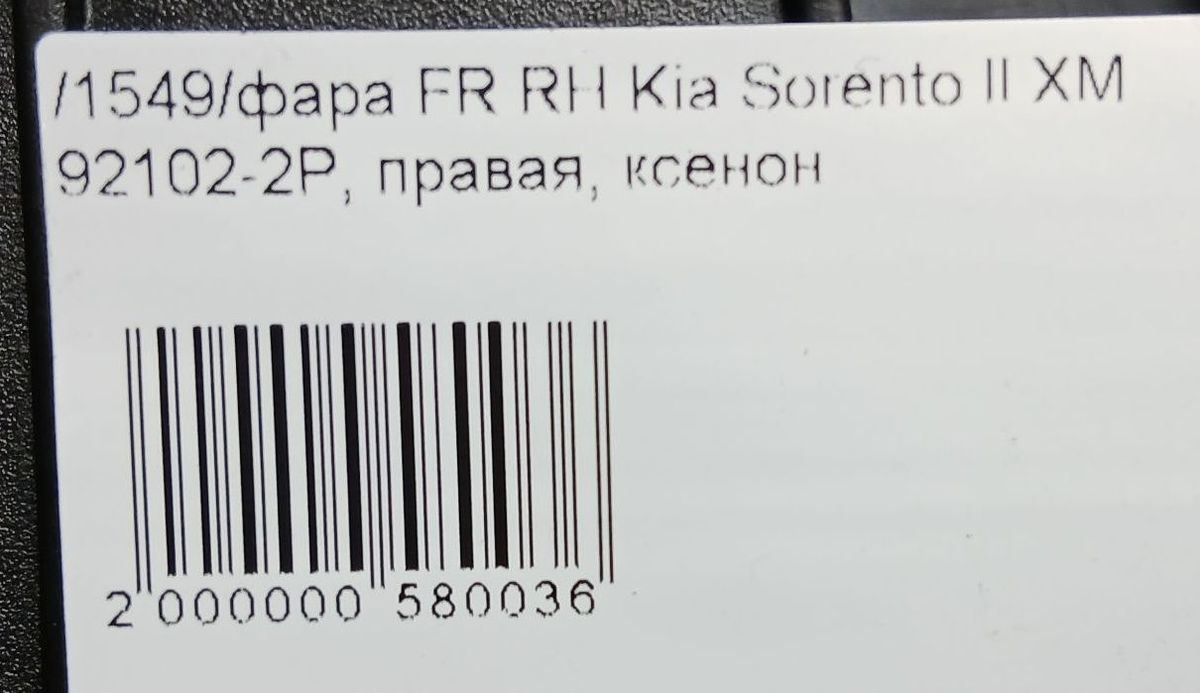 /1549/фара FR RH Kia Sorento II XM
92102-2P, правая, ксенон
2 000000 580036